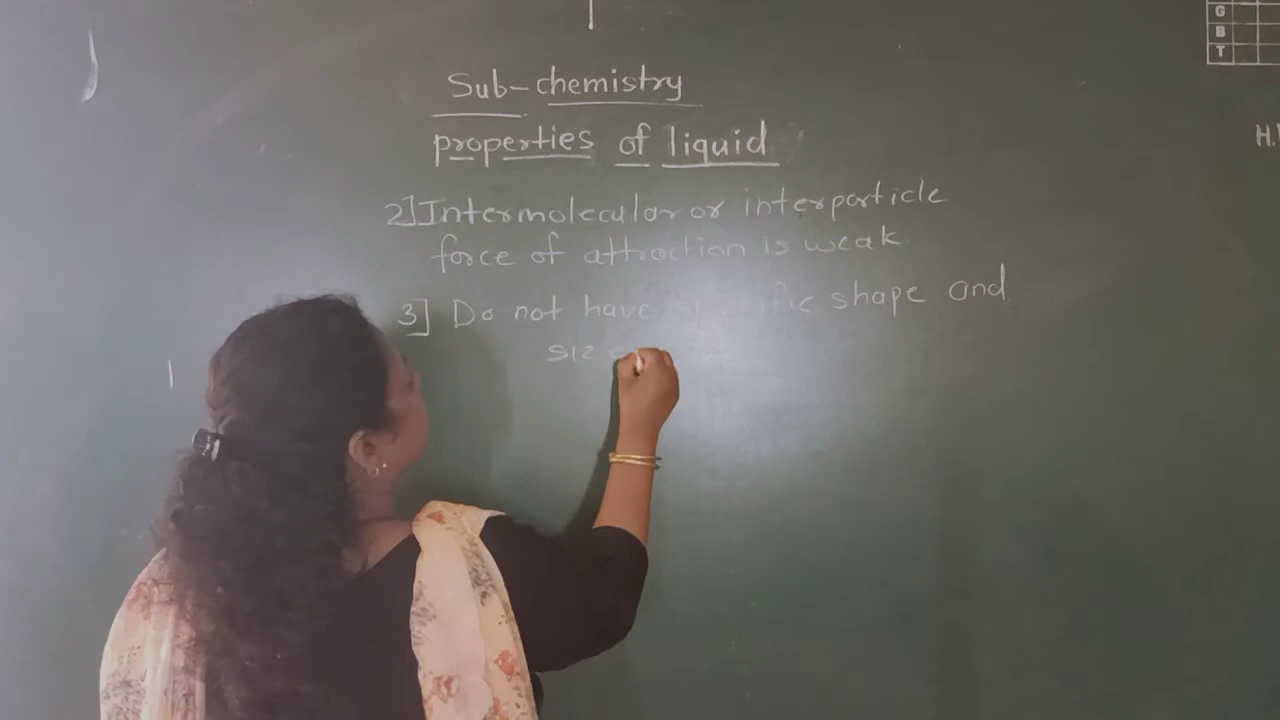 G
B
T
H.
Sub-chemistry
properties of liquid
2] Intermolecular or interparticle
force of attraction is weak
3] Do not have specific shape and
size